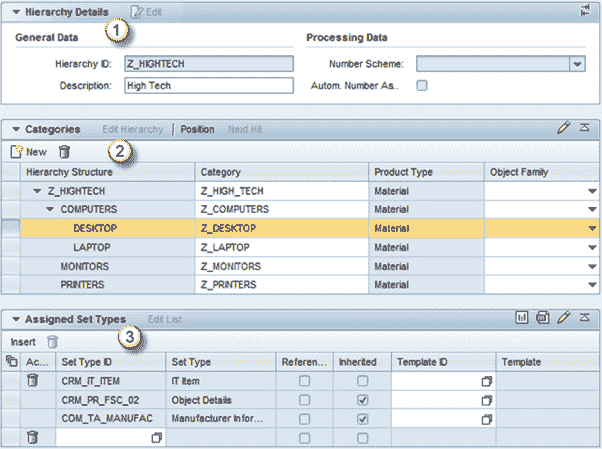 Hierarchy Details Edit
1
General Data Processing Data
Hierarchy ID: Z_HIGHTECH Number Scheme:
Description: High Tech Autom. Number As..
Categories Edit Hierarchy Position Next Hit
New 2
Hierarchy Structure Category Product Type Object Family
Z_HIGHTECH Z_HIGH_TECH Material
COMPUTERS Z_COMPUTERS Material
DESKTOP Z_DESKTOP Material
LAPTOP Z_LAPTOP Material
MONITORS Z_MONITORS Material
PRINTERS Z_PRINTERS Material
Assigned Set Types Edit List
3
Insert
Ac... Set Type ID Set Type Referen... Inherited Template ID Template
CRM_IT_ITEM IT Item
CRM_PR_FSC_02 Object Details
COM_TA_MANUFAC Manufacturer Infor...